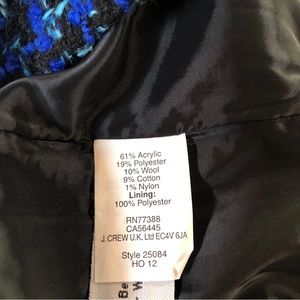 61% Acrylic
19% Polyester
10% Wool
9% Cotton
1% Nylon
Lining:
100% Polyester
RN77388
CA56445
J. CREW U.K. Ltd EC4V 6JA
Style 25084
HO 12
Be
W